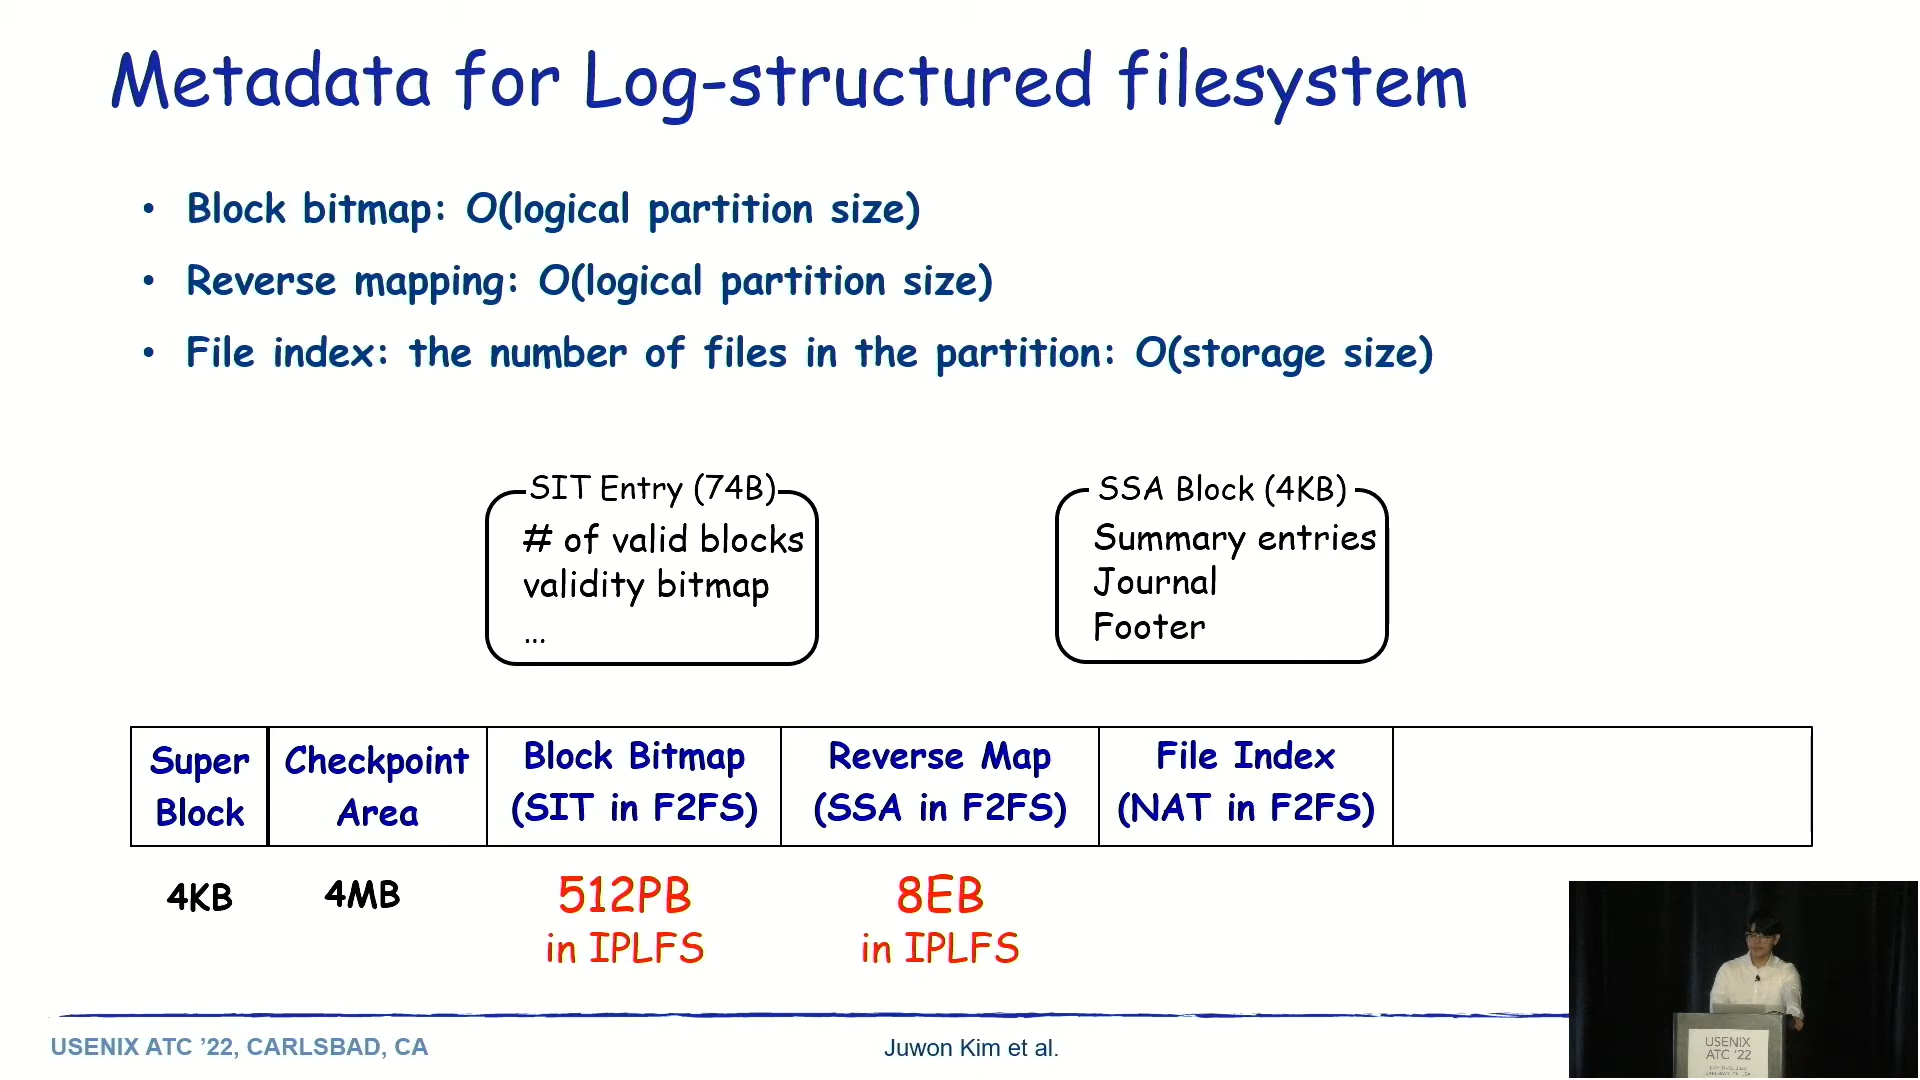 Metadata for Log-structured filesystem
• Block bitmap: O(logical partition size)
• Reverse mapping: O(logical partition size)
• File index: the number of files in the partition: O(storage size)
SIT Entry (74B)
# of valid blocks
validity bitmap
...
SSA Block (4KB)
Summary entries
Journal
Footer
Super
Block
Checkpoint
Area
Block Bitmap
(SIT in F2FS)
Reverse Map
(SSA in F2FS)
File Index
(NAT in F2FS)
4KB
4MB
512PB
in IPLFS
8EB
in IPLFS
USENIX ATC ’22, CARLSBAD, CA
Juwon Kim et al.
USENIX
ATC ’22